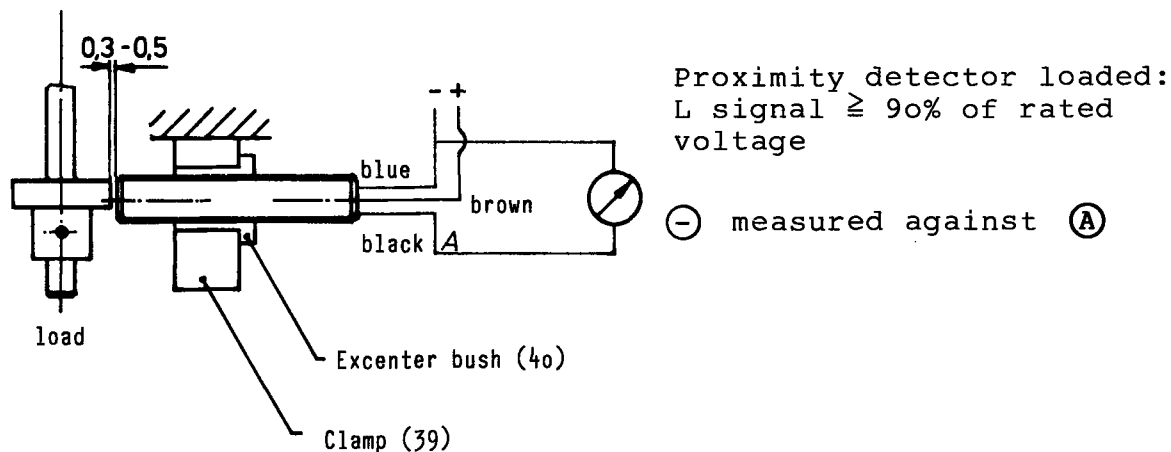 0,3-0,5
- +
Proximity detector loaded:
L signal ≧ 9o% of rated
voltage
blue
brown
⊖ measured against Ⓐ
black A
load
Excenter bush (4o)
Clamp (39)